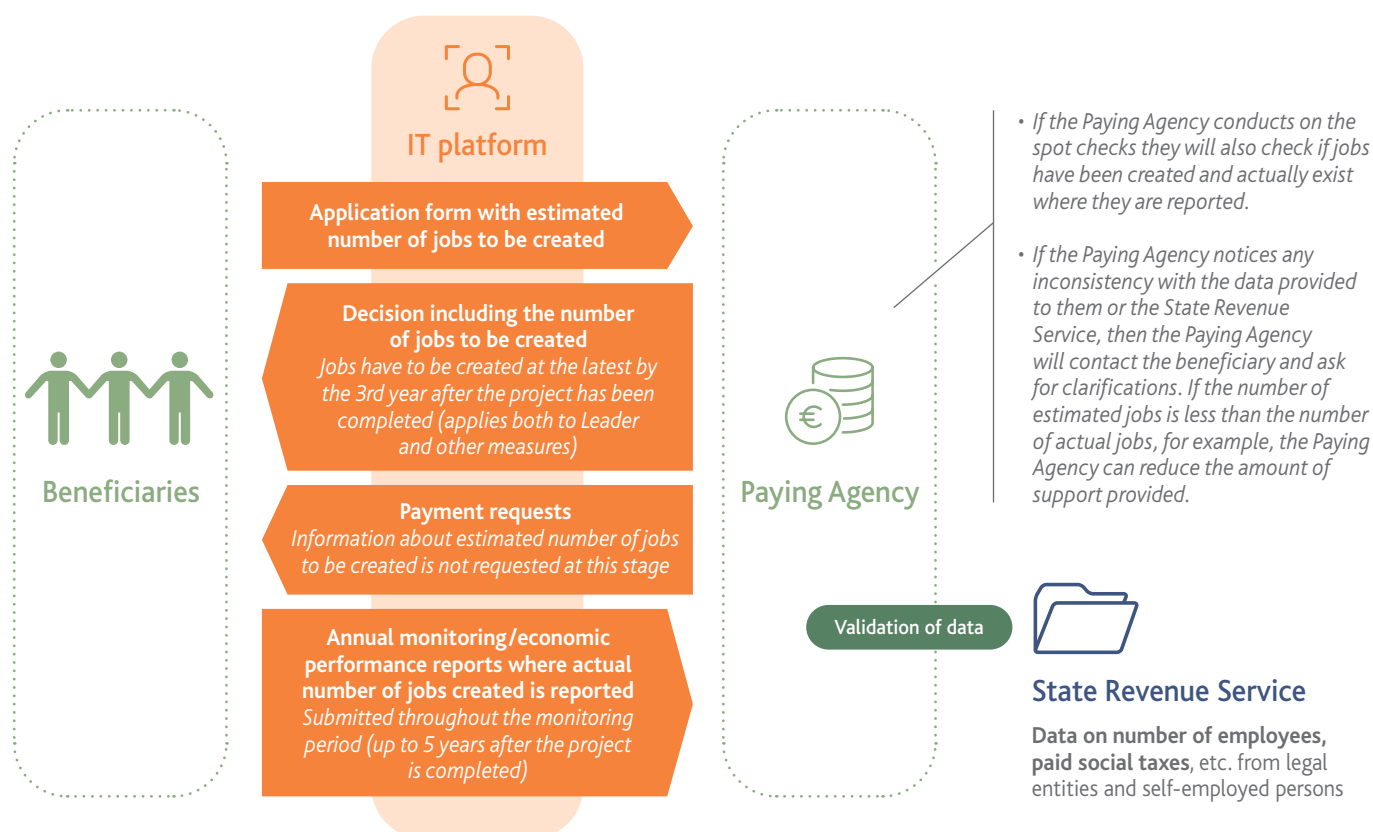 IT platform
Application form with estimated
number of jobs to be created
Decision including the number
of jobs to be created
Jobs have to be created at the latest by
the 3rd year after the project has been
completed (applies both to Leader
and other measures)
Payment requests
Information about estimated number of jobs
to be created is not requested at this stage
Annual monitoring/economic
performance reports where actual
number of jobs created is reported
Submitted throughout the monitoring
period (up to 5 years after the project
is completed)
Beneficiaries
€
Paying Agency
• If the Paying Agency conducts on the
spot checks they will also check if jobs
have been created and actually exist
where they are reported.
• If the Paying Agency notices any
inconsistency with the data provided
to them or the State Revenue
Service, then the Paying Agency
will contact the beneficiary and ask
for clarifications. If the number of
estimated jobs is less than the number
of actual jobs, for example, the Paying
Agency can reduce the amount of
support provided.
Validation of data
State Revenue Service
Data on number of employees,
paid social taxes, etc. from legal
entities and self-employed persons